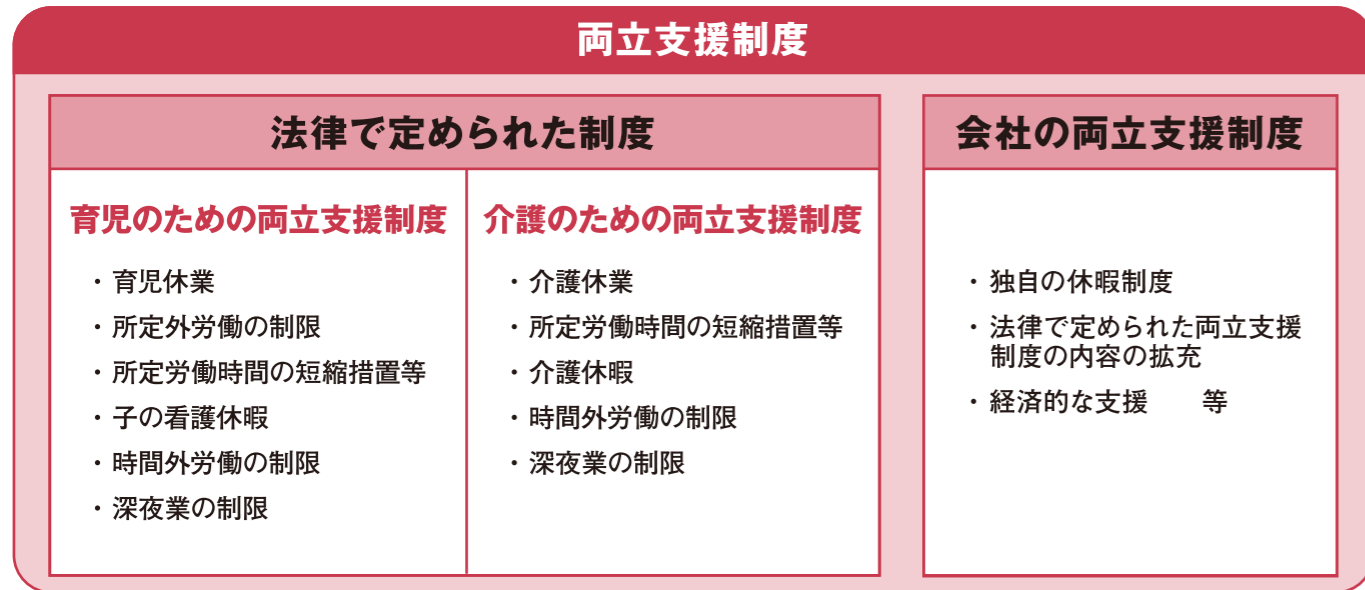 両立支援制度
法律で定められた制度
育児のための両立支援制度
・育児休業
・所定外労働の制限
・所定労働時間の短縮措置等
・子の看護休暇
・時間外労働の制限
・深夜業の制限
介護のための両立支援制度
・介護休業
・所定労働時間の短縮措置等
・介護休暇
・時間外労働の制限
・深夜業の制限
会社の両立支援制度
・独自の休暇制度
・法律で定められた両立支援
制度の内容の拡充
・経済的な支援　　等